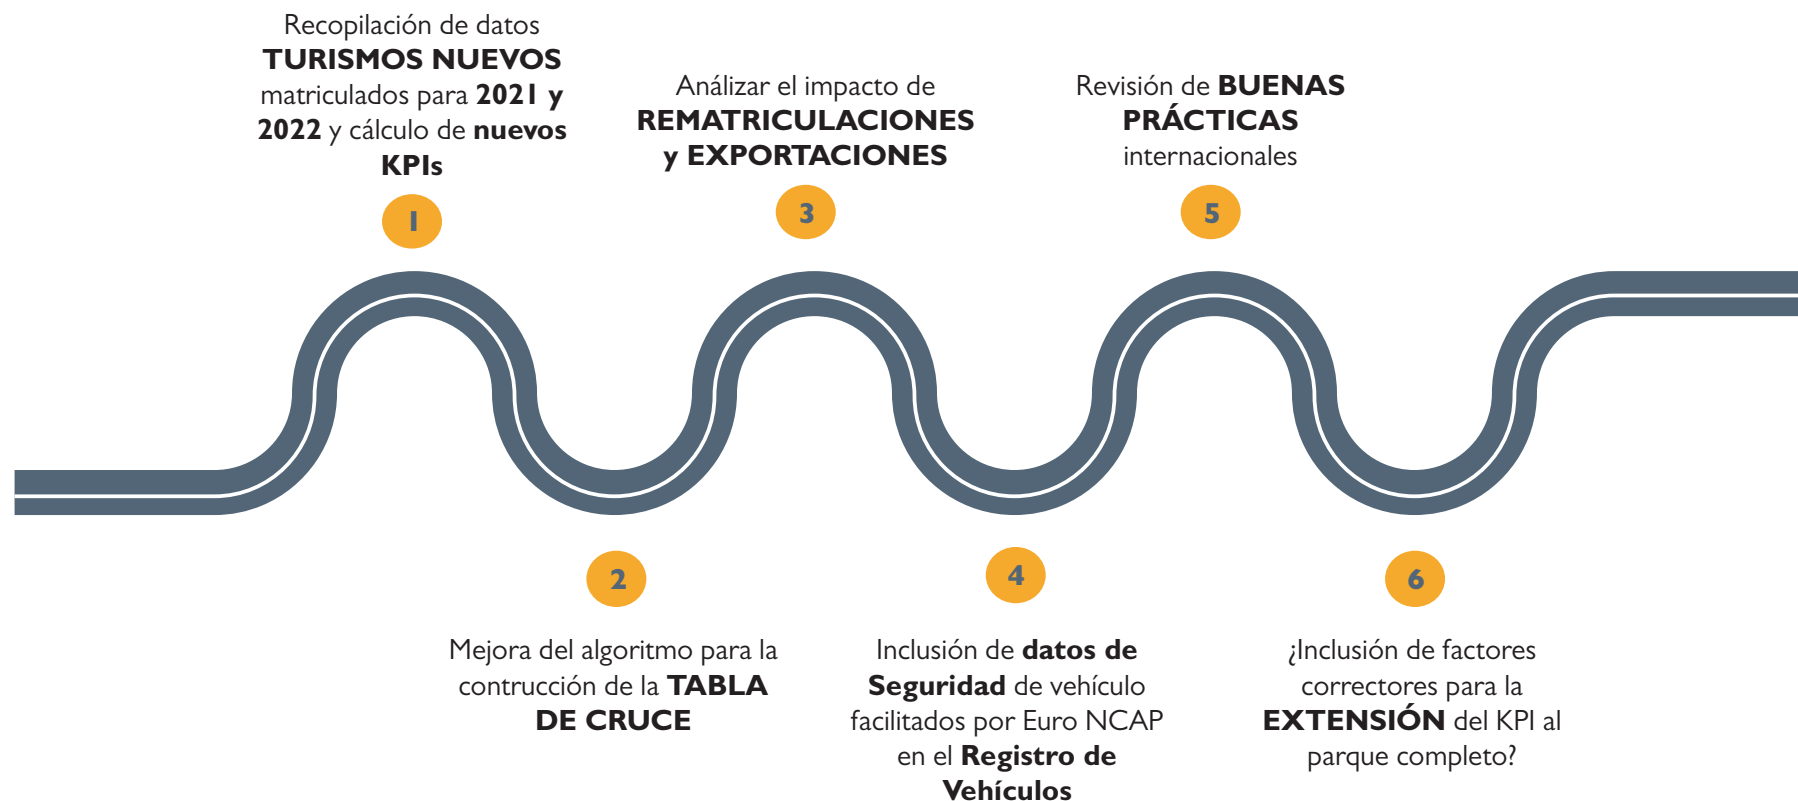 Recopilación de datos
TURISMOS NUEVOS
matriculados para 2021 y
2022 y cálculo de nuevos
KPIs
1
Mejora del algoritmo para la
contrucción de la TABLA
DE CRUCE
2
Análizar el impacto de
REMATRICULACIONES
y EXPORTACIONES
3
Inclusión de datos de
Seguridad de vehículo
facilitados por Euro NCAP
en el Registro de
Vehículos
4
Revisión de BUENAS
PRÁCTICAS
internacionales
5
¿Inclusión de factores
correctores para la
EXTENSIÓN del KPI al
parque completo?
6